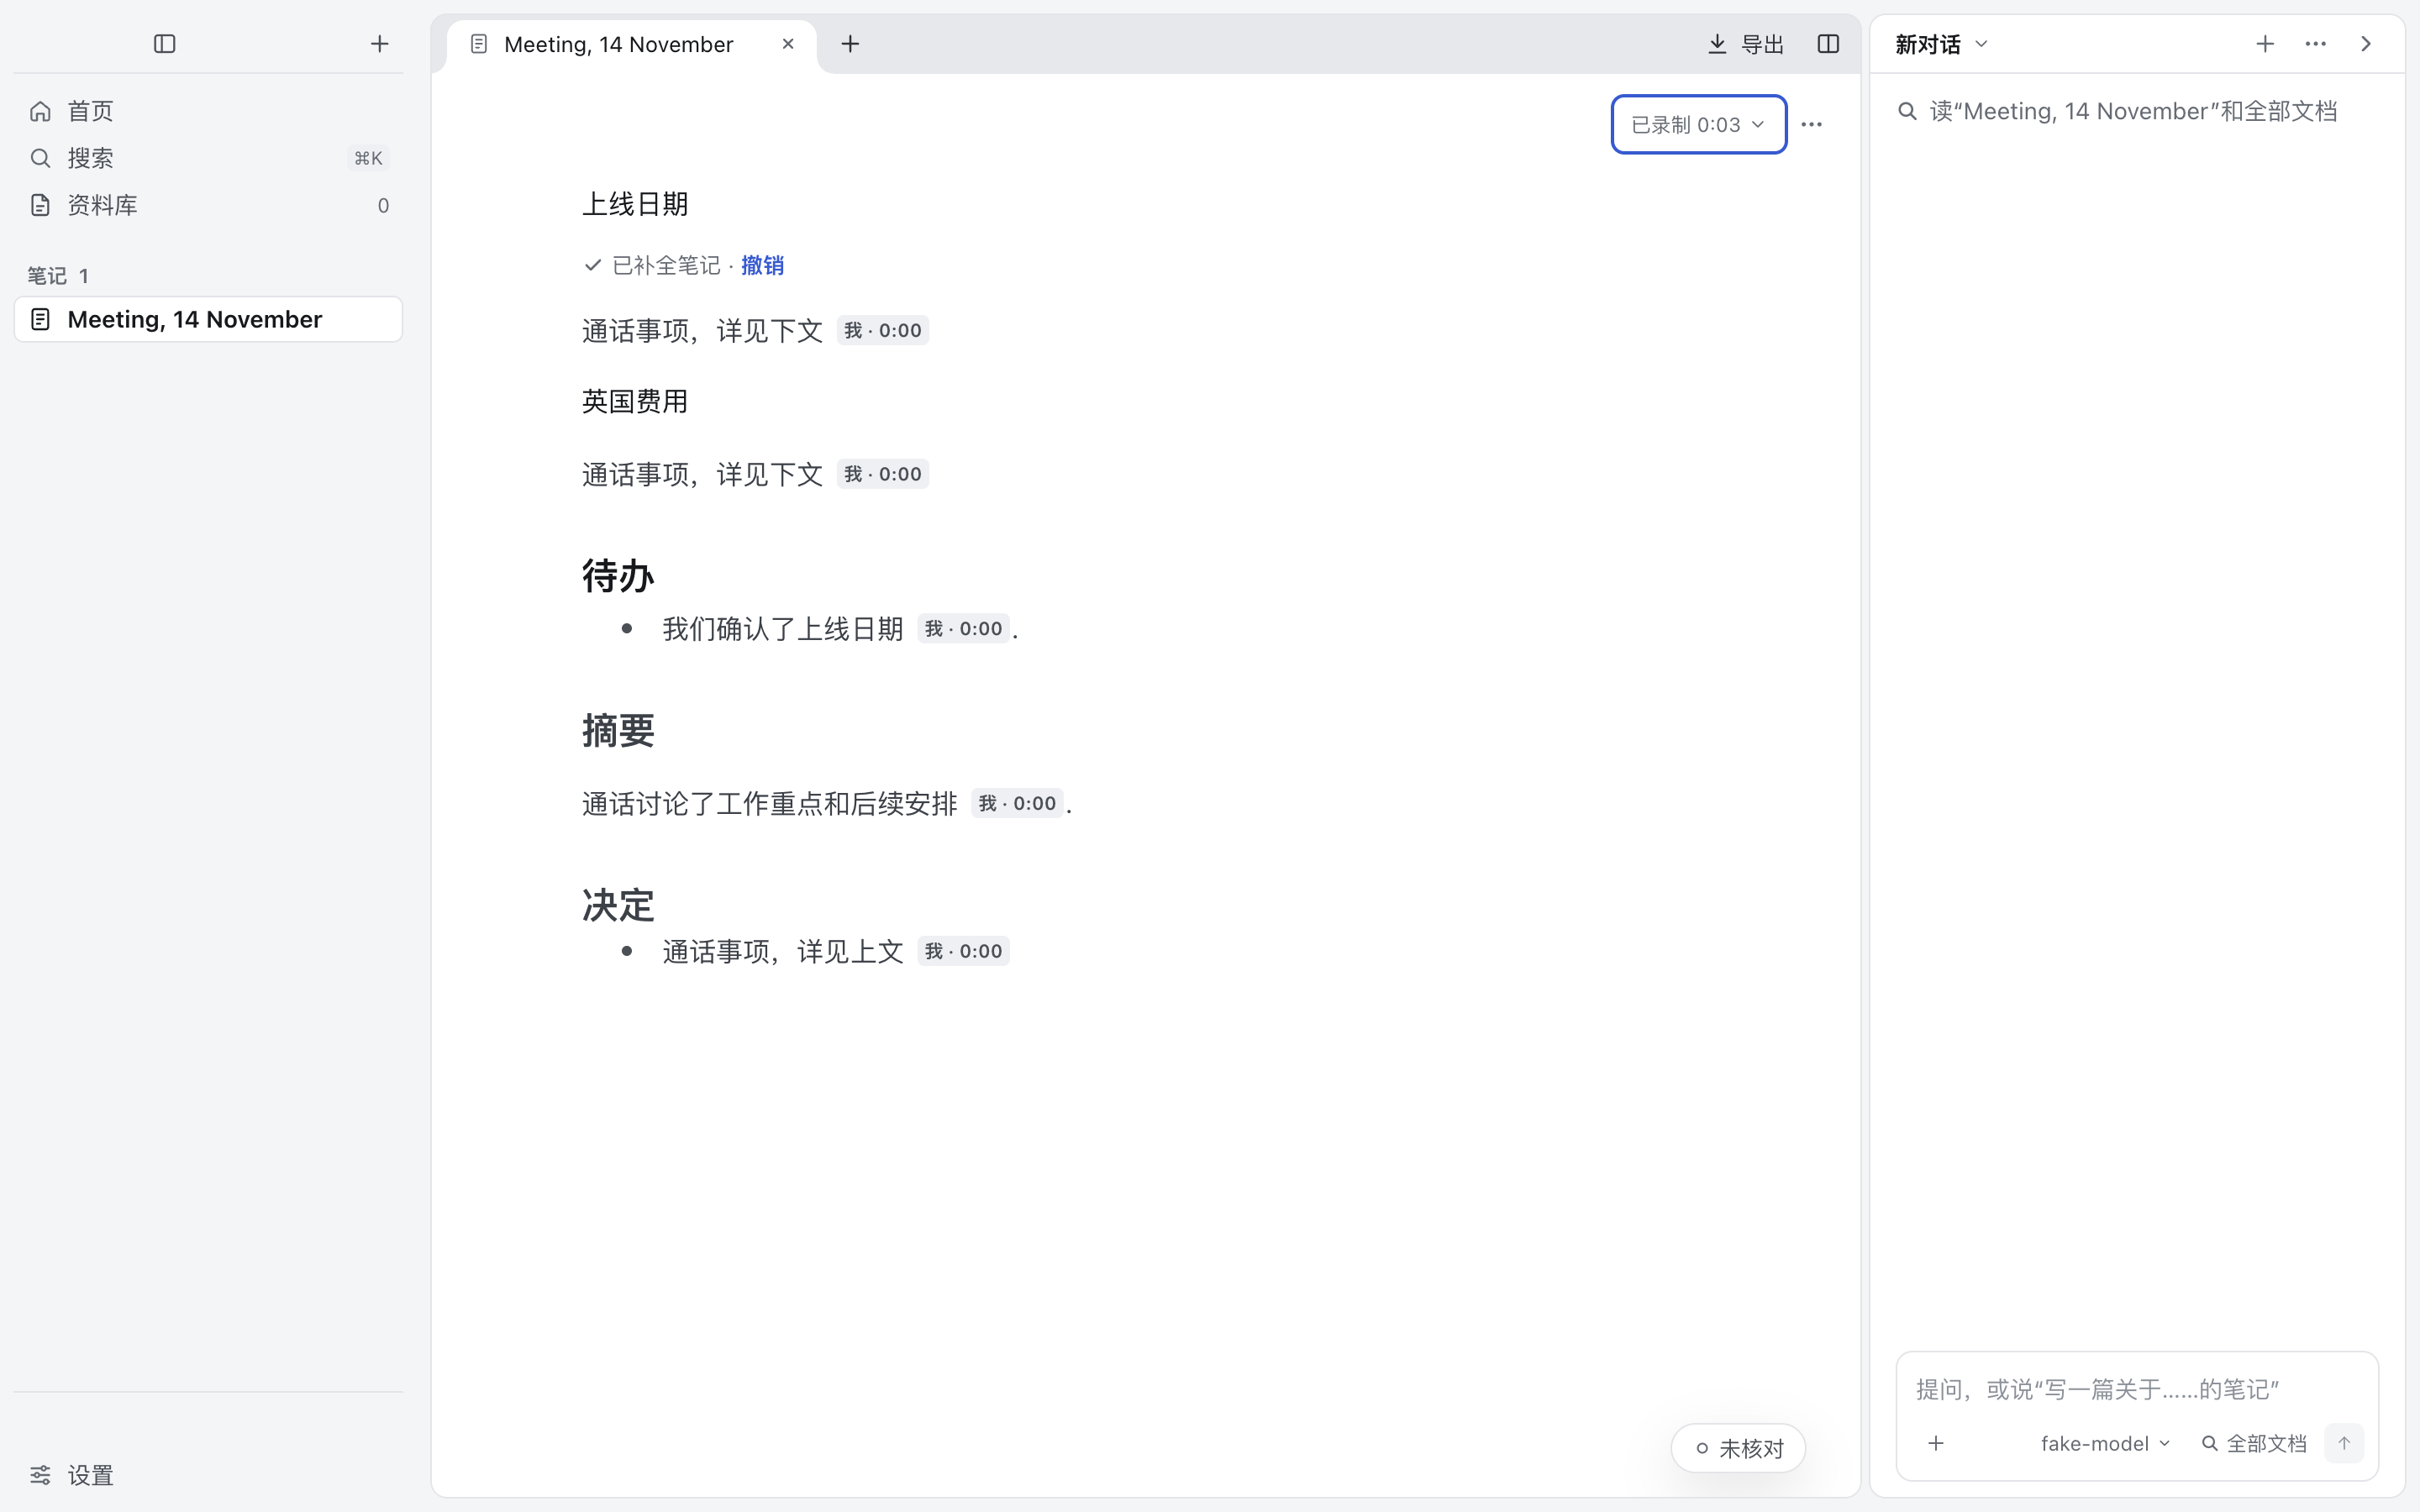 首页
搜索 ⌘K
资料库 0
笔记 1
Meeting, 14 November
设置
Meeting, 14 November
导出
已录制 0:03
上线日期
已补全笔记 · 撤销
通话事项，详见下文 我 · 0:00
英国费用
通话事项，详见下文 我 · 0:00
待办
• 我们确认了上线日期 我 · 0:00 .
摘要
通话讨论了工作重点和后续安排 我 · 0:00 .
决定
• 通话事项，详见上文 我 · 0:00
未核对
新对话
读“Meeting, 14 November”和全部文档
提问，或说“写一篇关于……的笔记”
fake-model 全部文档